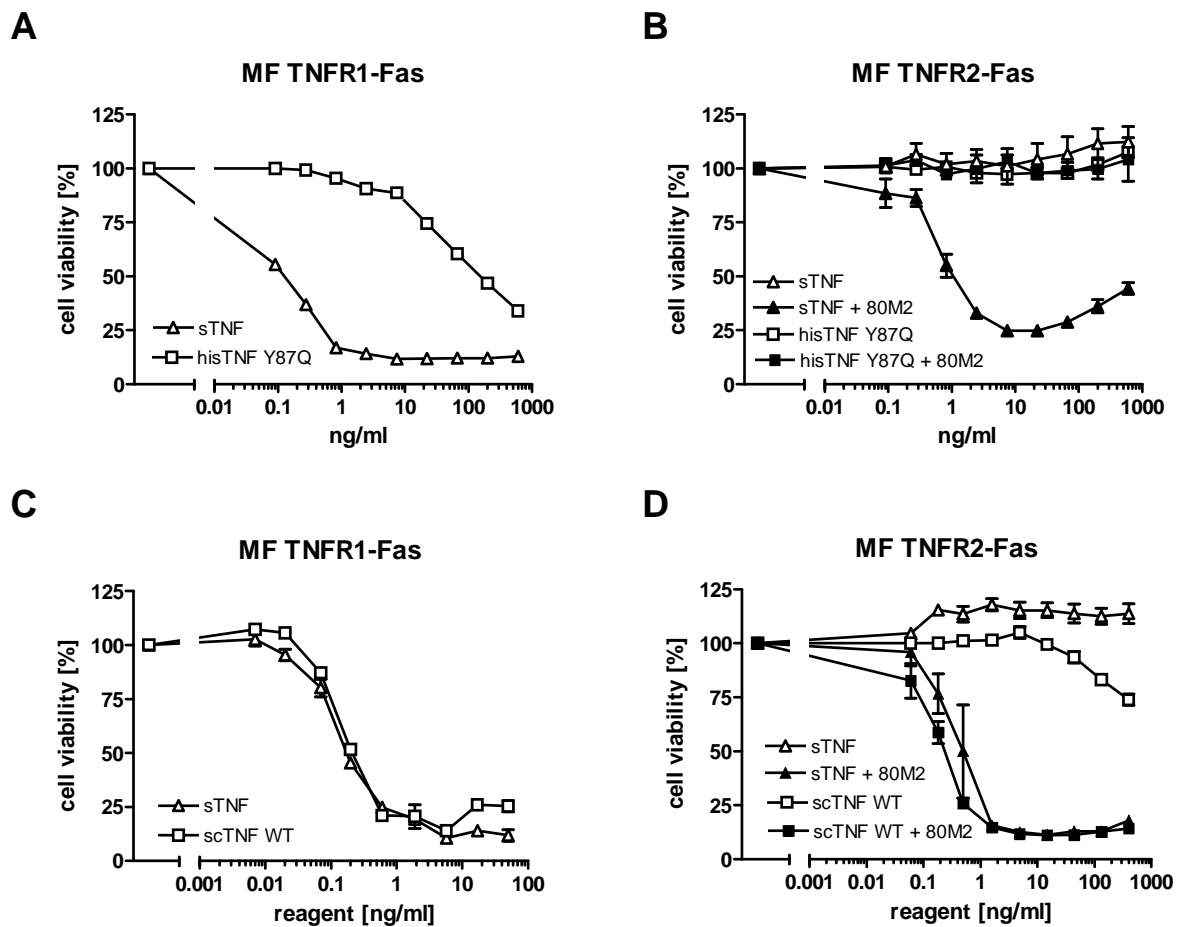 A
MF TNFR1-Fas
125
100
75
50
25
0
cell viability [%]
sTNF
hisTNF Y87Q
0.01 0.1 1 10 100 1000
ng/ml
B
MF TNFR2-Fas
125
100
75
50
25
0
cell viability [%]
sTNF
sTNF + 80M2
hisTNF Y87Q
hisTNF Y87Q + 80M2
0.01 0.1 1 10 100 1000
ng/ml
C
MF TNFR1-Fas
125
100
75
50
25
0
cell viability [%]
sTNF
scTNF WT
0.001 0.01 0.1 1 10 100
reagent [ng/ml]
D
MF TNFR2-Fas
125
100
75
50
25
0
cell viability [%]
sTNF
sTNF + 80M2
scTNF WT
scTNF WT + 80M2
0.001 0.01 0.1 1 10 100 1000
reagent [ng/ml]